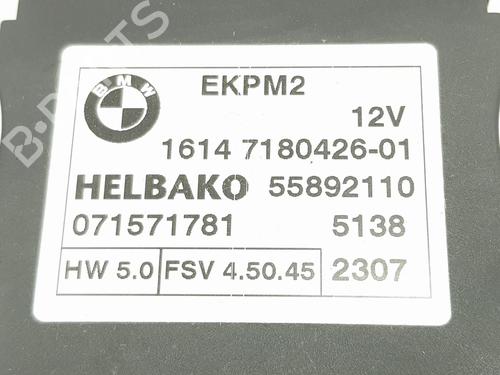 BMW
EKPM2
12V
1614 7180426-01
HELBAKO 55892110
071571781 5138
HW 5.0 FSV 4.50.45 2307
B-PARTS